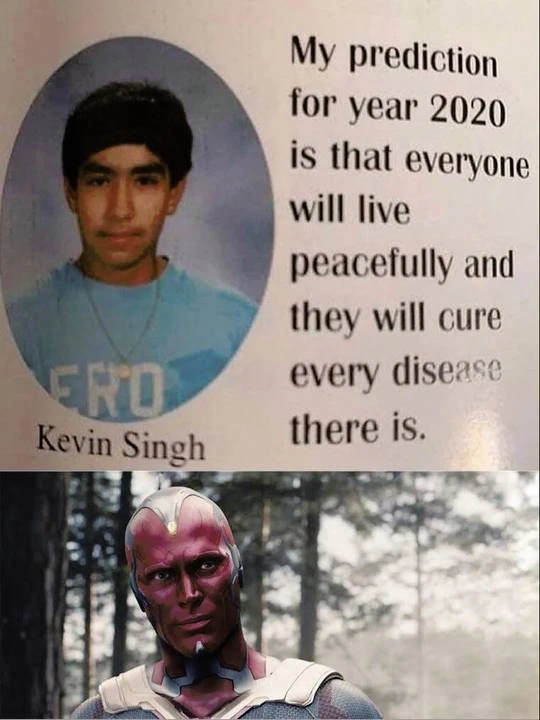 My prediction
for year 2020
is that everyone
will live
peacefully and
they will cure
every disease
there is.
ERO
Kevin Singh